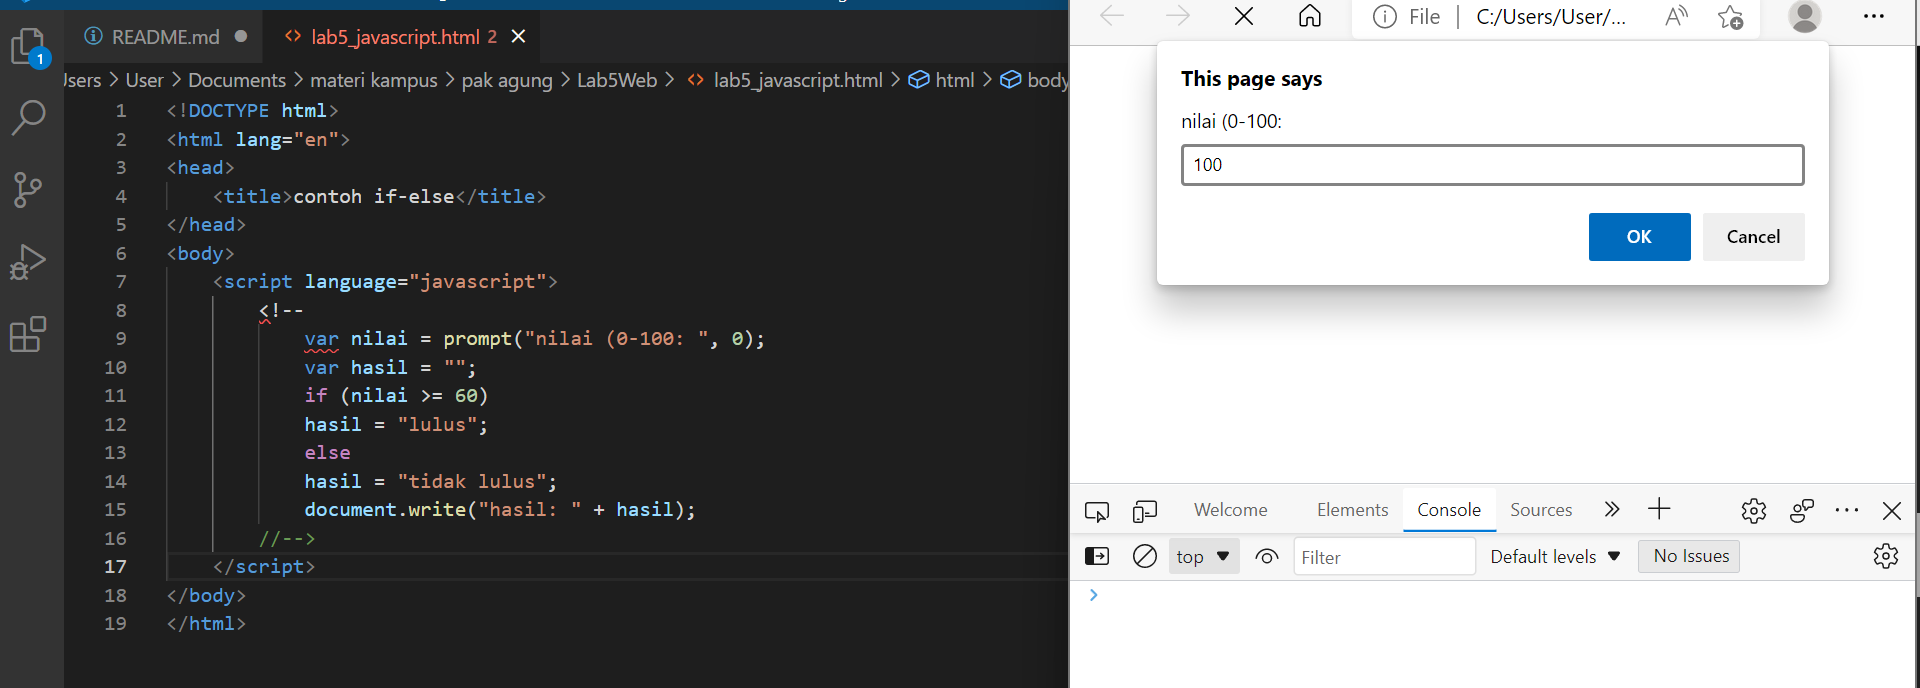 1
README.md
lab5_javascript.html 2
Users > User > Documents > materi kampus > pak agung > Lab5Web > lab5_javascript.html > html > body
1 <!DOCTYPE html>
2 <html lang="en">
3 <head>
4 <title>contoh if-else</title>
5 </head>
6 <body>
7 <script language="javascript">
8 <!--
9 var nilai = prompt("nilai (0-100: ", 0);
10 var hasil = "";
11 if (nilai >= 60)
12 hasil = "lulus";
13 else
14 hasil = "tidak lulus";
15 document.write("hasil: " + hasil);
16 //-->
17 </script>
18 </body>
19 </html>
File | C:/Users/User/...
This page says
nilai (0-100:
100
OK Cancel
Welcome Elements Console Sources
top Filter Default levels No Issues